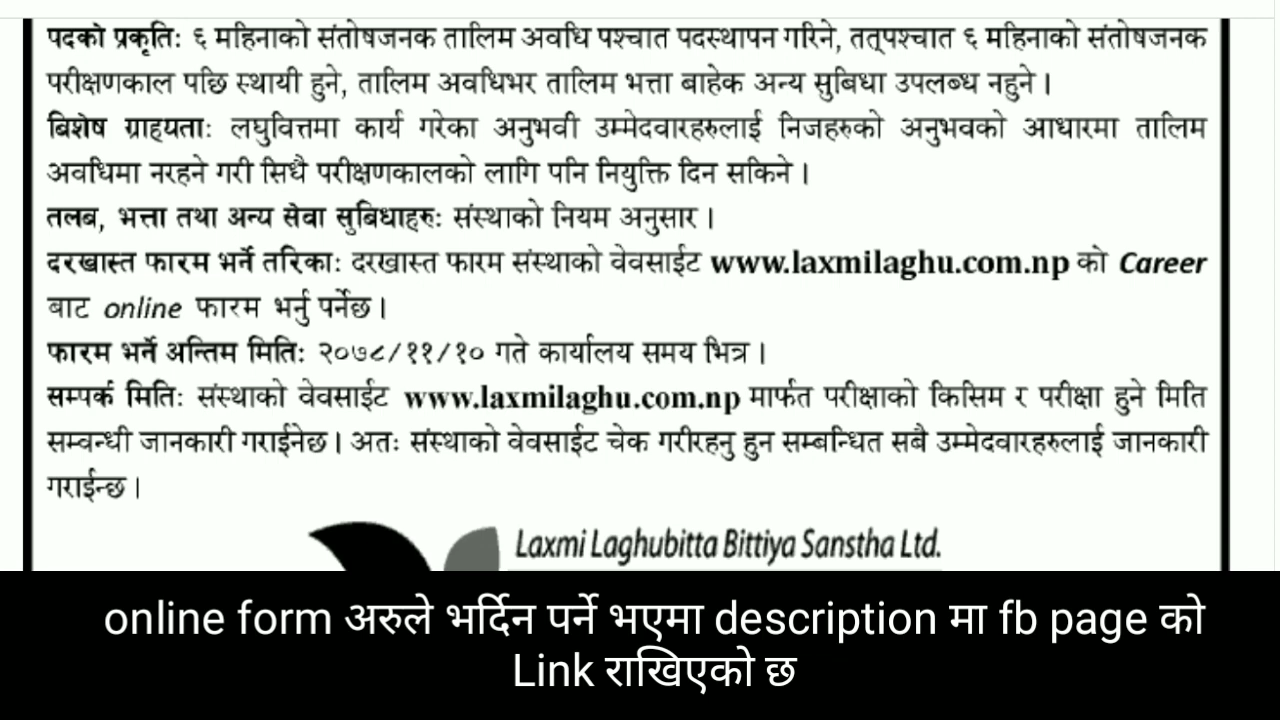 पदको प्रकृतिः ६ महिनाको संतोषजनक तालिम अवधि पश्चात पदस्थापन गरिने, तत्पश्चात ६ महिनाको संतोषजनक
परीक्षणकाल पछि स्थायी हुने, तालिम अवधिभर तालिम भत्ता बाहेक अन्य सुबिधा उपलब्ध नहुने ।
बिशेष ग्राह्यताः लघुवित्तमा कार्य गरेका अनुभवी उम्मेदवारहरुलाई निजहरुको अनुभवको आधारमा तालिम
अवधिमा नरहने गरी सिधै परीक्षणकालको लागि पनि नियुक्ति दिन सकिने ।
तलब, भत्ता तथा अन्य सेवा सुबिधाहरुः संस्थाको नियम अनुसार ।
दरखास्त फारम भर्ने तरिकाः दरखास्त फारम संस्थाको वेवसाईट www.laxmilaghu.com.np को Career
बाट online फारम भर्नु पर्नेछ ।
फारम भर्ने अन्तिम मितिः २०७८/११/१० गते कार्यालय समय भित्र ।
सम्पर्क मितिः संस्थाको वेवसाईट www.laxmilaghu.com.np मार्फत परीक्षाको किसिम र परीक्षा हुने मिति
सम्वन्धी जानकारी गराईनेछ । अतः संस्थाको वेवसाईट चेक गरीरहनु हुन सम्बन्धित सबै उम्मेदवारहरुलाई जानकारी
गराईन्छ ।
Laxmi Laghubitta Bittiya Sanstha Ltd.
online form अरुले भर्दिन पर्ने भएमा description मा fb page को
Link राखिएको छ